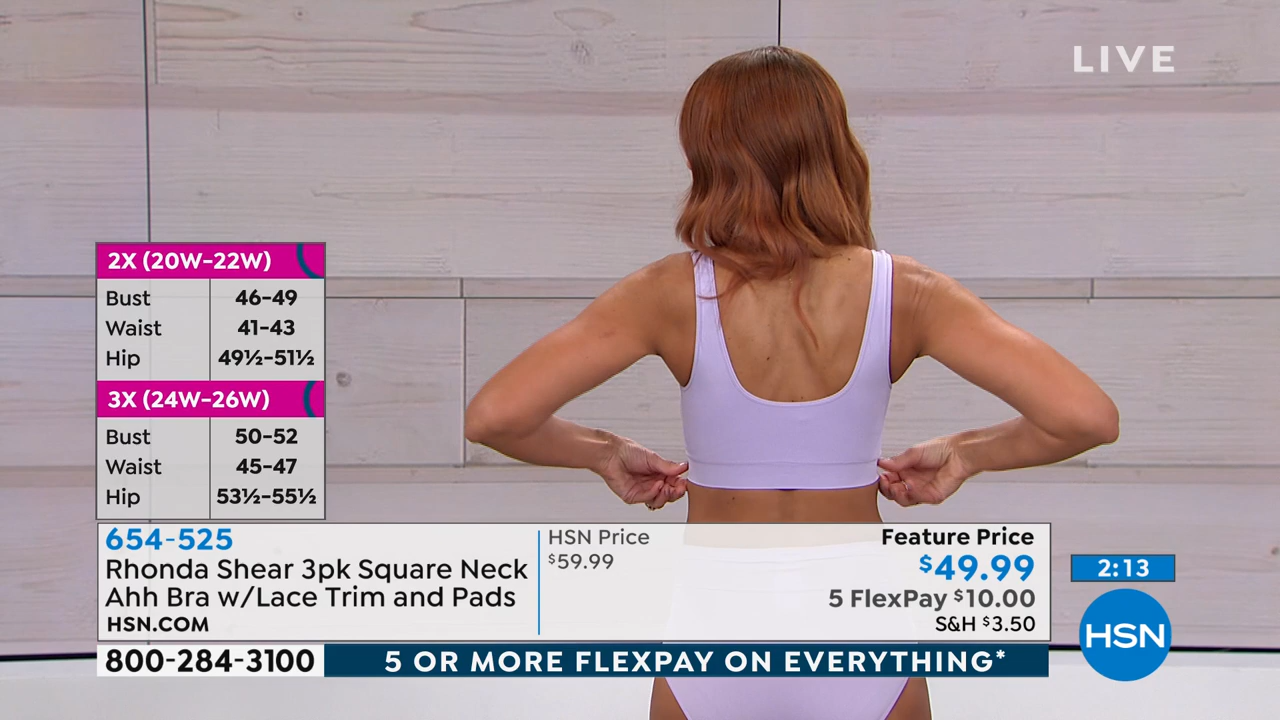 LIVE
2X (20W–22W)
Bust 46–49
Waist 41–43
Hip 49½–51½
3X (24W–26W)
Bust 50–52
Waist 45–47
Hip 53½–55½
654-525
Rhonda Shear 3pk Square Neck
Ahh Bra w/Lace Trim and Pads
HSN.COM
HSN Price
$59.99
Feature Price
$49.99
5 FlexPay $10.00
S&H $3.50
2:13
HSN
800-284-3100
5 OR MORE FLEXPAY ON EVERYTHING*